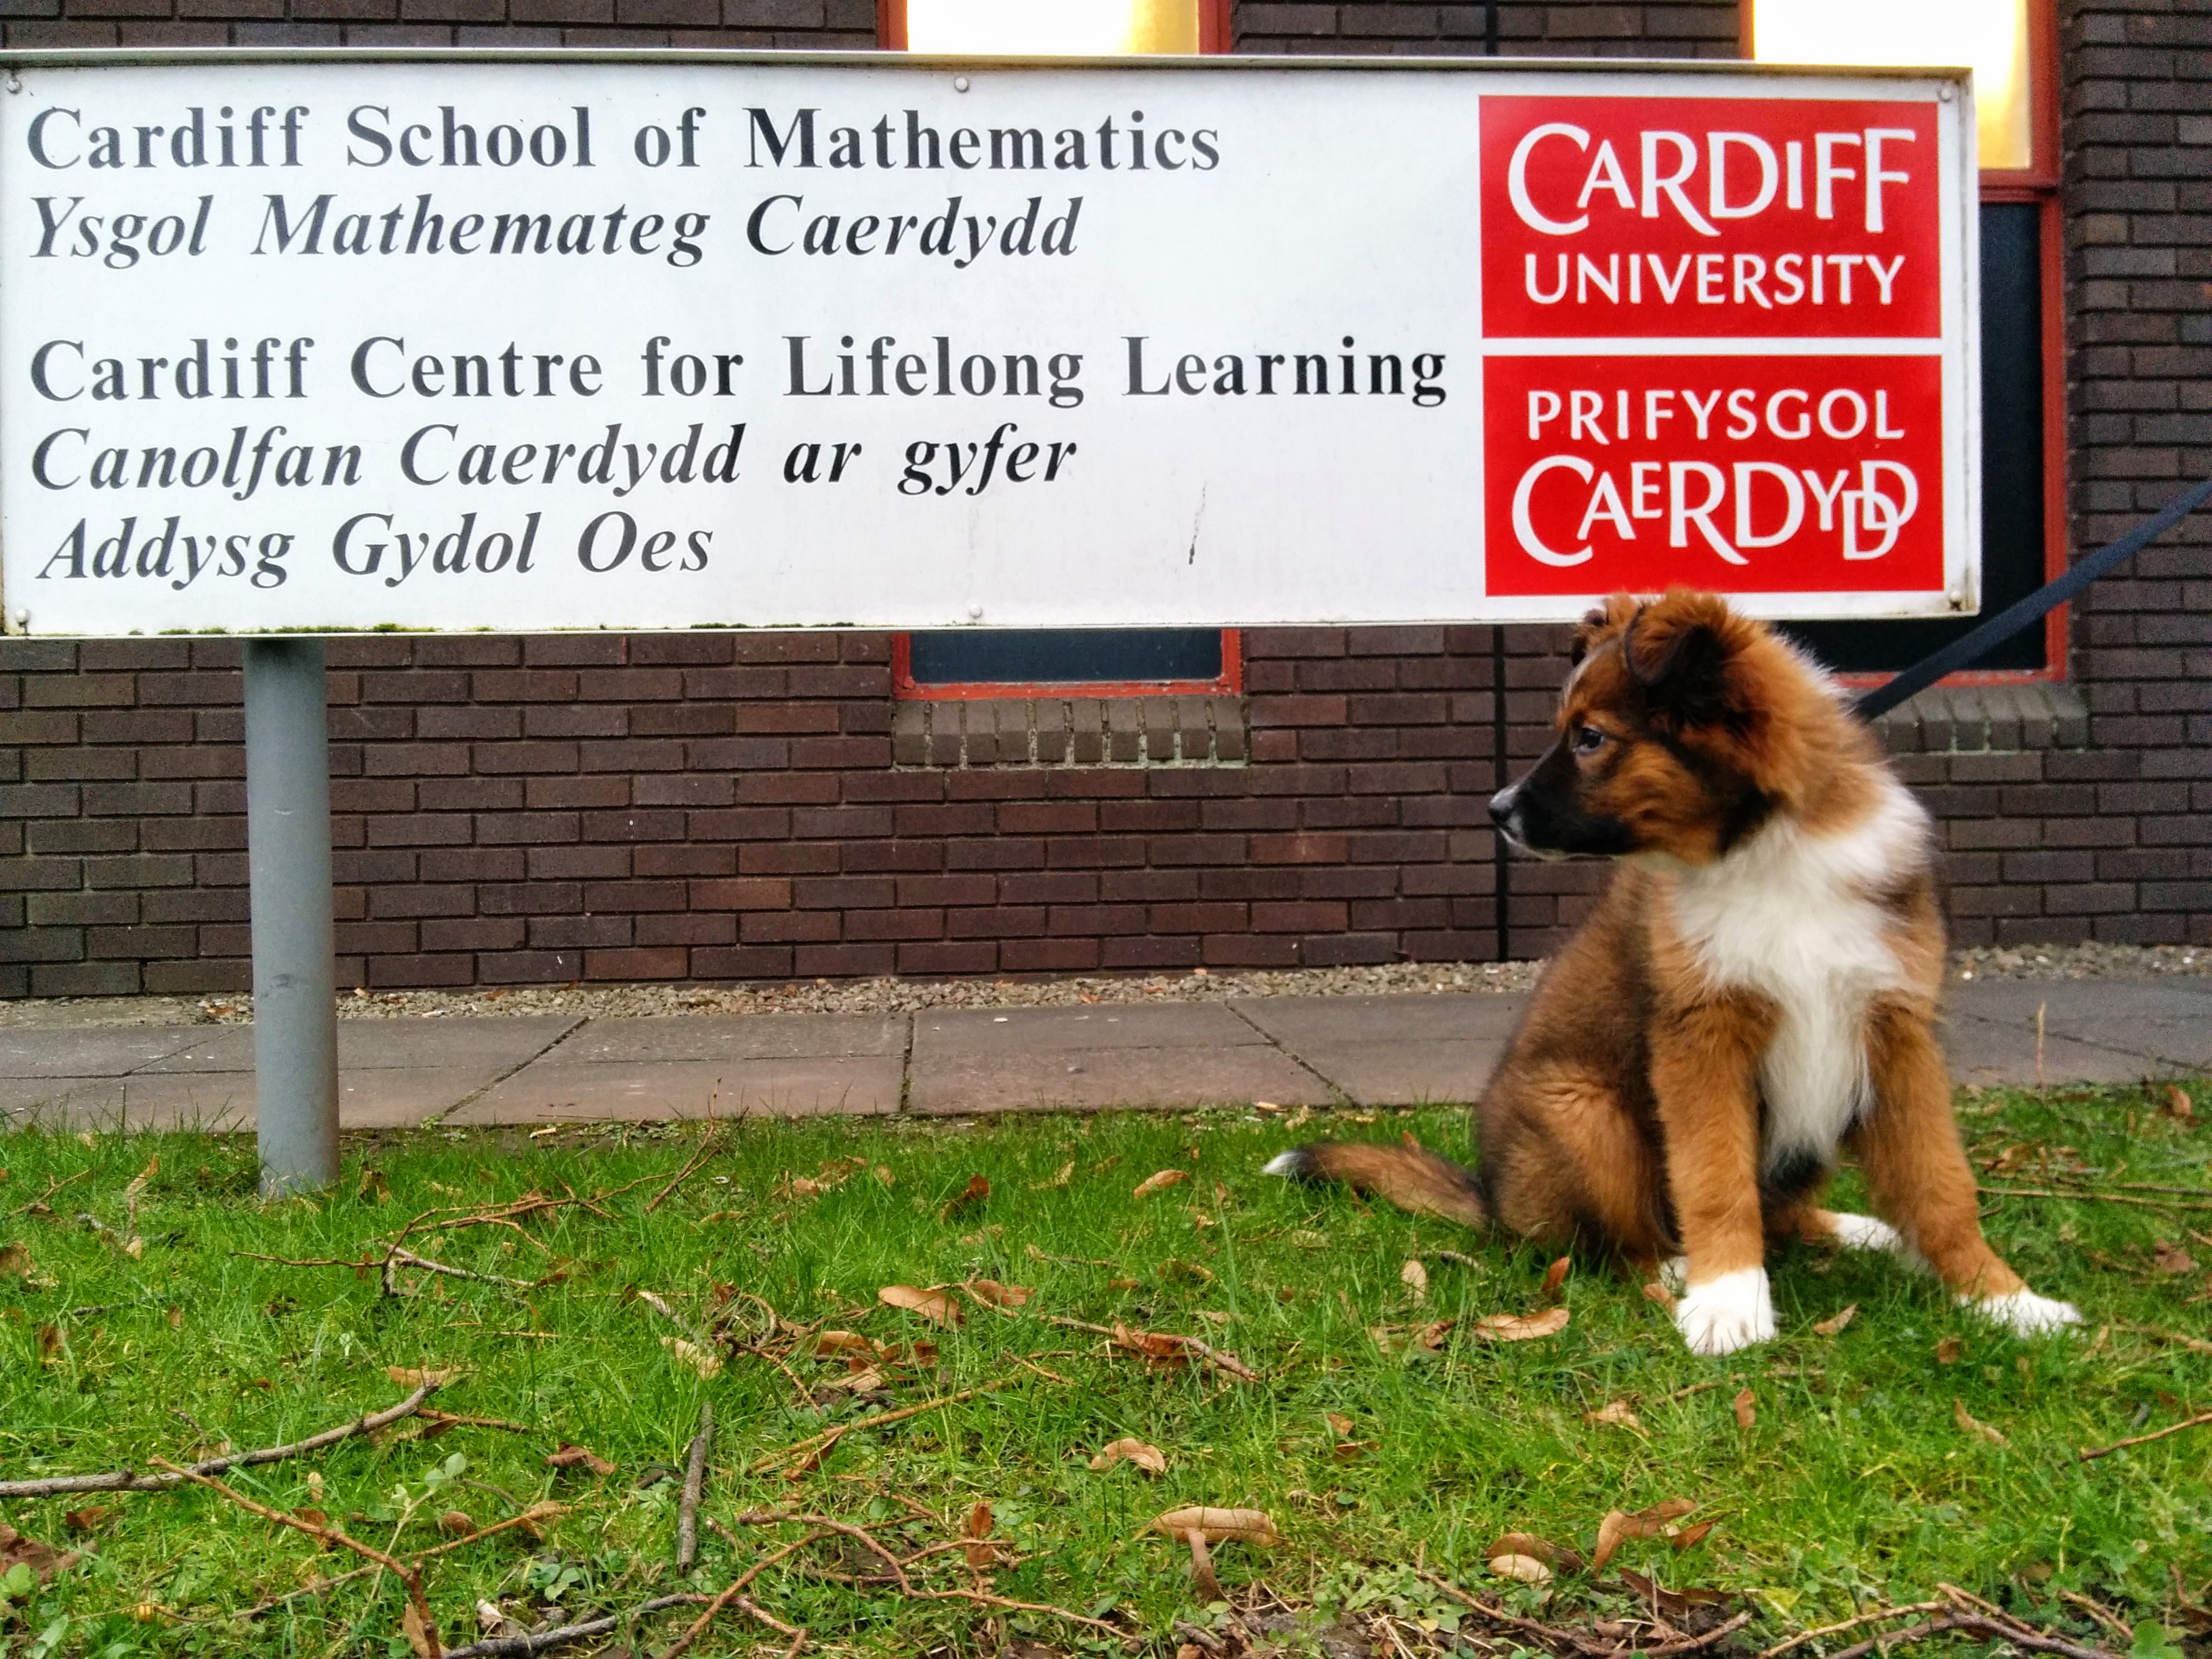 Cardiff School of Mathematics
Ysgol Mathemateg Caerdydd
Cardiff Centre for Lifelong Learning
Canolfan Caerdydd ar gyfer
Addysg Gydol Oes
CARDIFF
UNIVERSITY
PRIFYSGOL
CAERDYDD